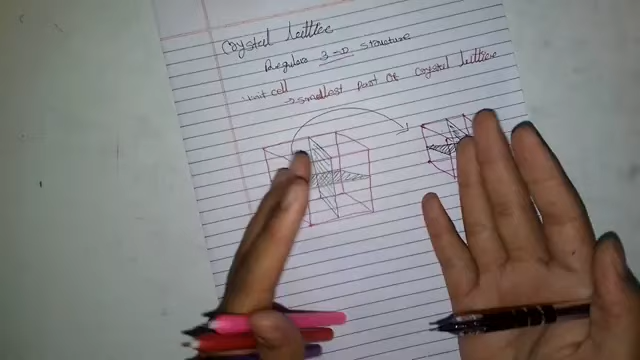 Crystal Lattice
Regular 3-D structure
unit cell
→ smallest part of crystal lattice